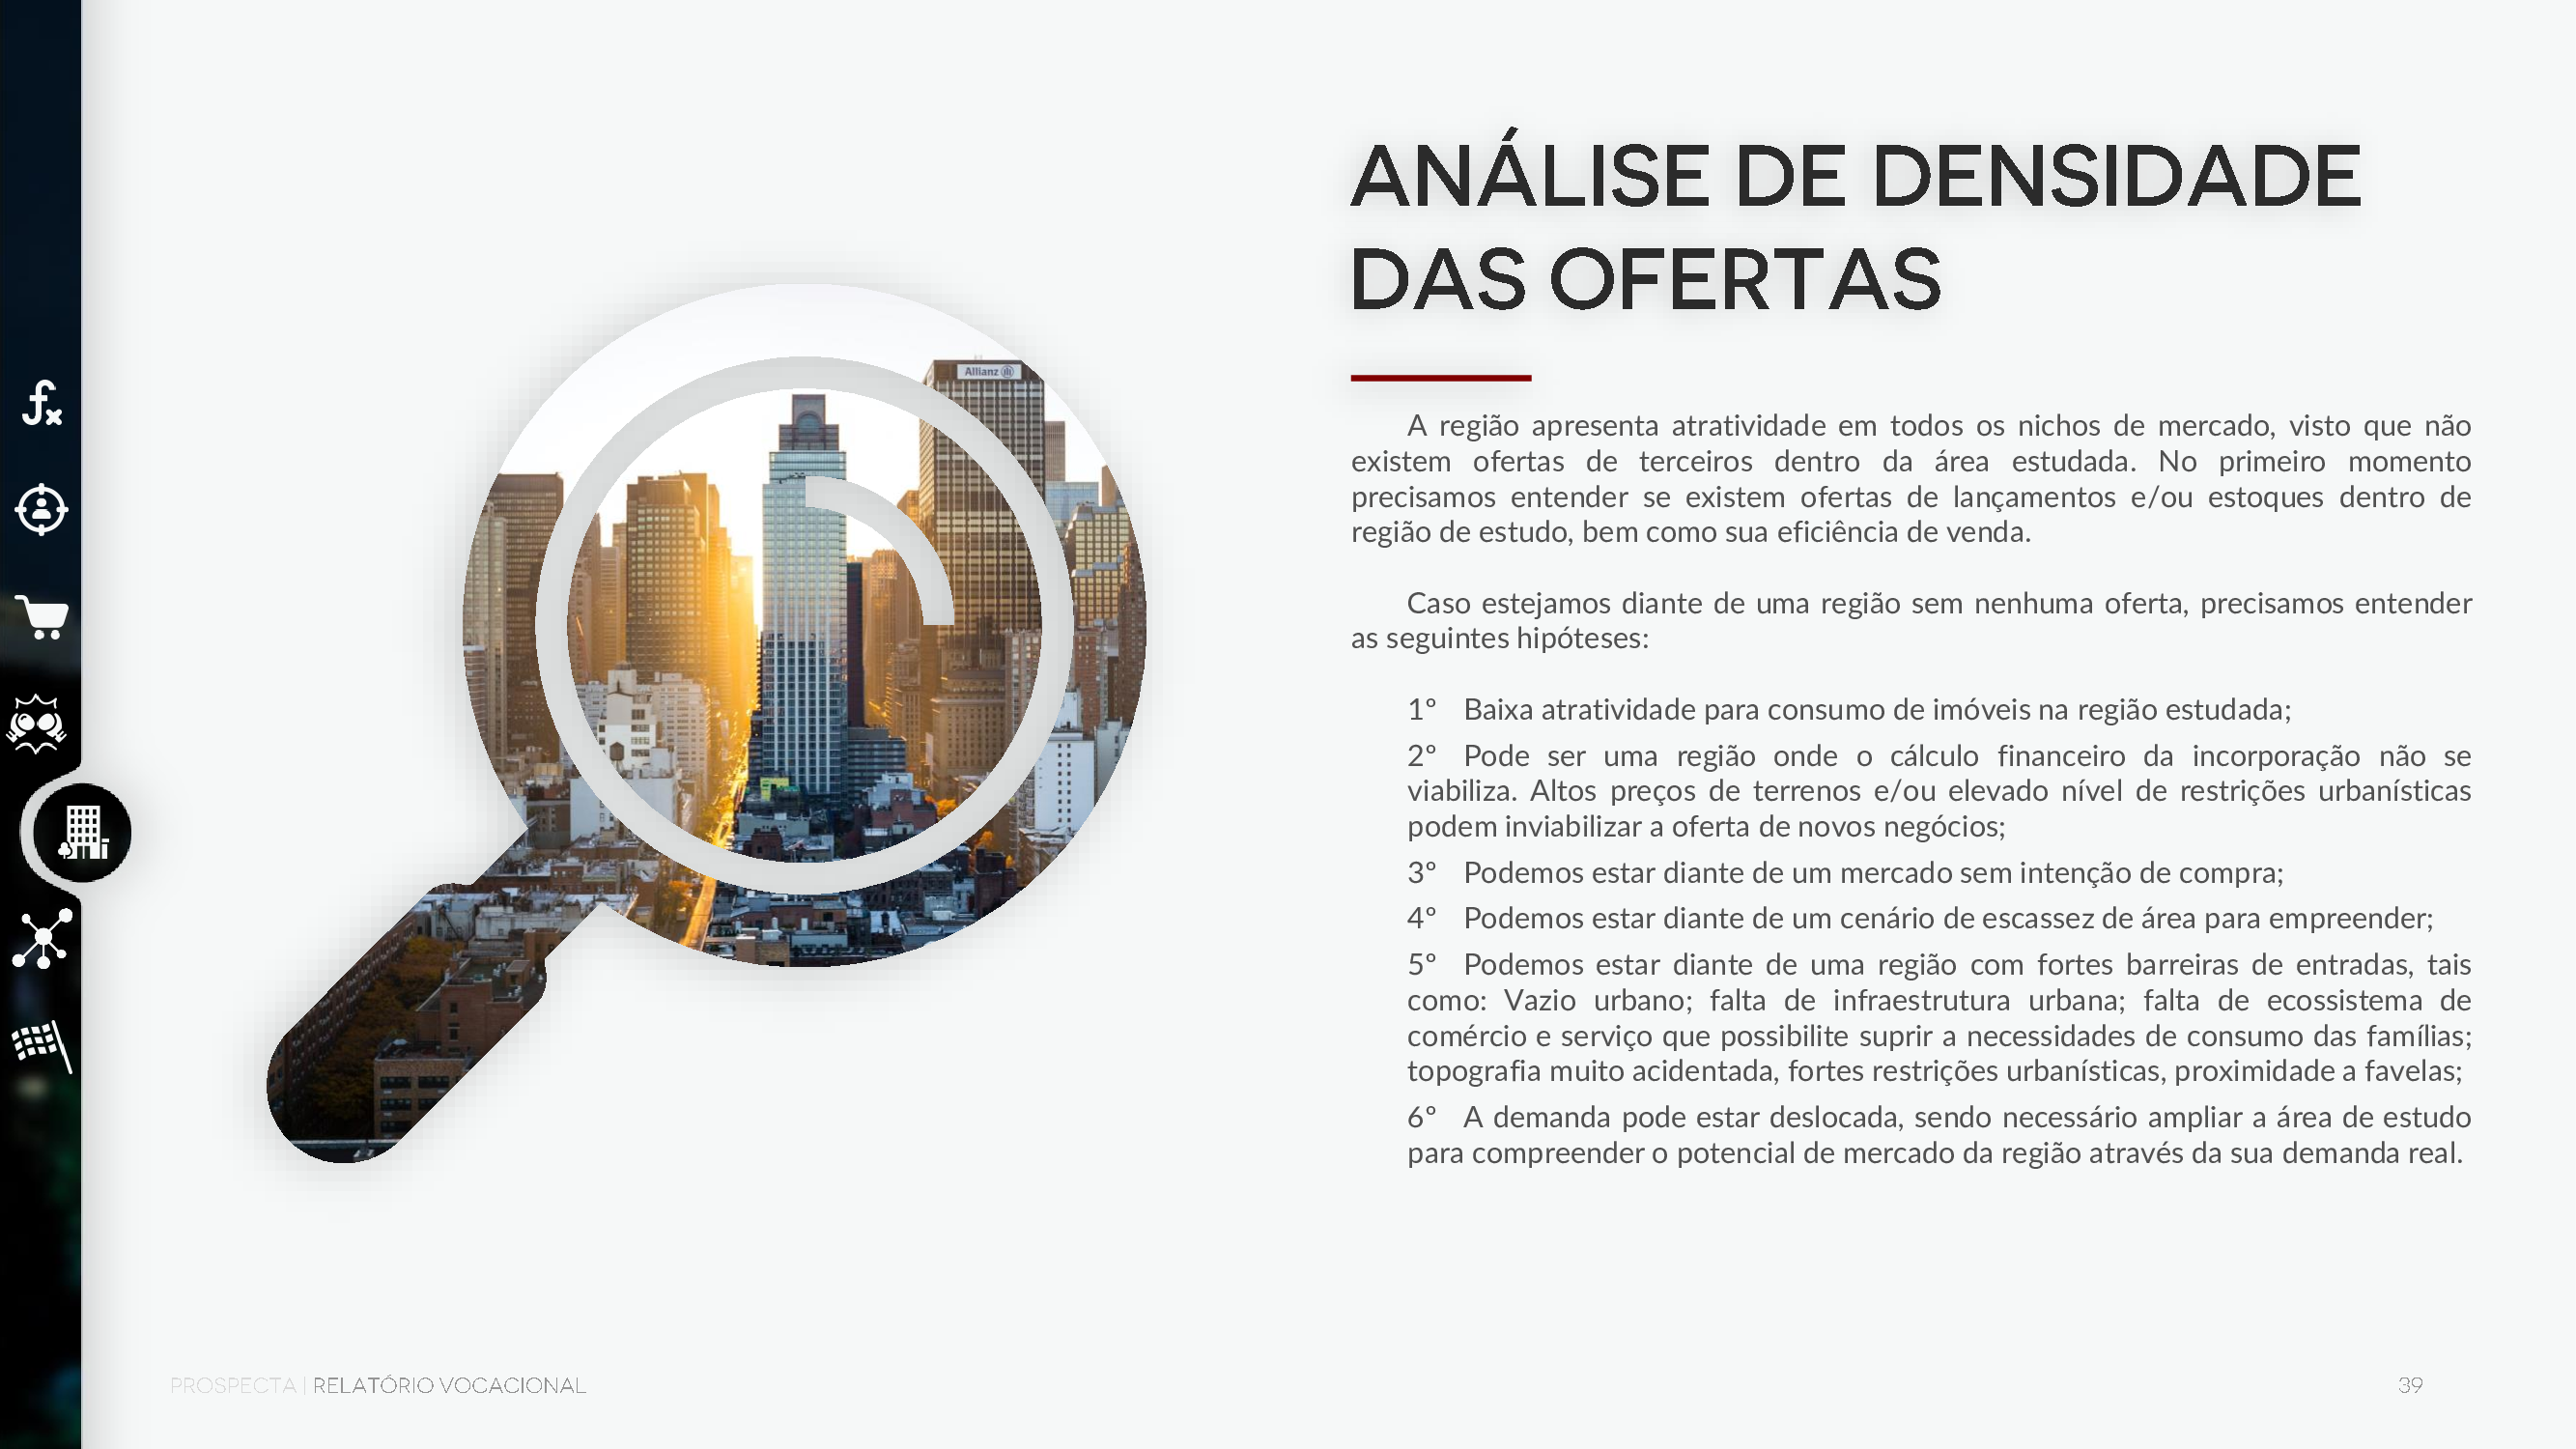 ANÁLISE DE DENSIDADE
DAS OFERTAS
Allianz
A região apresenta atratividade em todos os nichos de mercado, visto que não
existem ofertas de terceiros dentro da área estudada. No primeiro momento
precisamos entender se existem ofertas de lançamentos e/ou estoques dentro de
região de estudo, bem como sua eficiência de venda.
Caso estejamos diante de uma região sem nenhuma oferta, precisamos entender
as seguintes hipóteses:
1º Baixa atratividade para consumo de imóveis na região estudada;
2º Pode ser uma região onde o cálculo financeiro da incorporação não se
viabiliza. Altos preços de terrenos e/ou elevado nível de restrições urbanísticas
podem inviabilizar a oferta de novos negócios;
3º Podemos estar diante de um mercado sem intenção de compra;
4º Podemos estar diante de um cenário de escassez de área para empreender;
5º Podemos estar diante de uma região com fortes barreiras de entradas, tais
como: Vazio urbano; falta de infraestrutura urbana; falta de ecossistema de
comércio e serviço que possibilite suprir a necessidades de consumo das famílias;
topografia muito acidentada, fortes restrições urbanísticas, proximidade a favelas;
6º A demanda pode estar deslocada, sendo necessário ampliar a área de estudo
para compreender o potencial de mercado da região através da sua demanda real.
PROSPECTA | RELATÓRIO VOCACIONAL
39